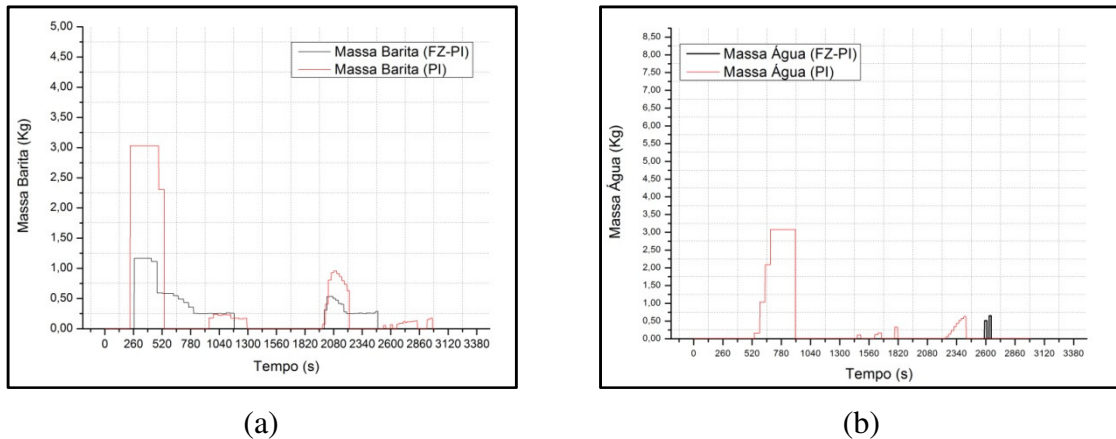 5,00
4,50
4,00
3,50
3,00
2,50
2,00
1,50
1,00
0,50
0,00
Massa Barita (Kg)
Massa Barita (FZ-PI)
Massa Barita (PI)
0 260 520 780 1040 1300 1560 1820 2080 2340 2600 2860 3120 3380
Tempo (s)
(a)
8,50
8,00
7,50
7,00
6,50
6,00
5,50
5,00
4,50
4,00
3,50
3,00
2,50
2,00
1,50
1,00
0,50
0,00
Massa Água (Kg)
Massa Água (FZ-PI)
Massa Água (PI)
0 260 520 780 1040 1300 1560 1820 2080 2340 2600 2860 3120 3380
Tempo (s)
(b)